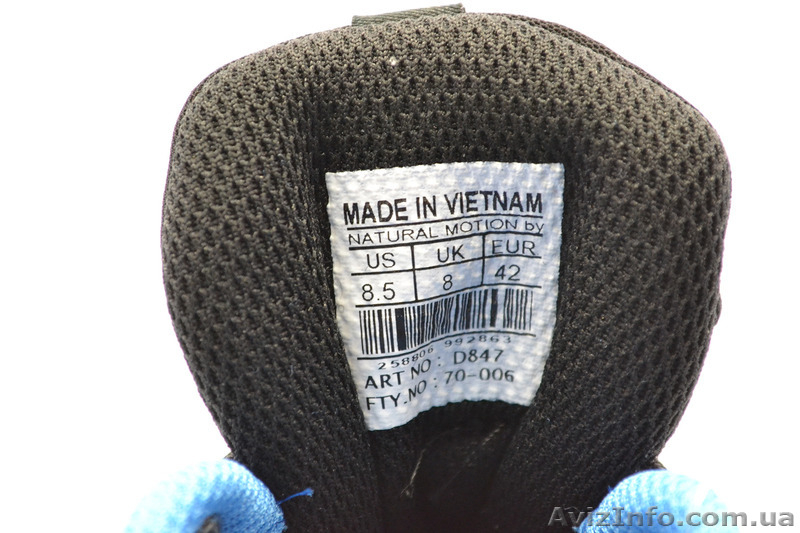 MADE IN VIETNAM
NATURAL MOTION by
US UK EUR
8.5 8 42
258806 992863
ART NO : D847
FTY.NO : 70-006
AvizInfo.com.ua